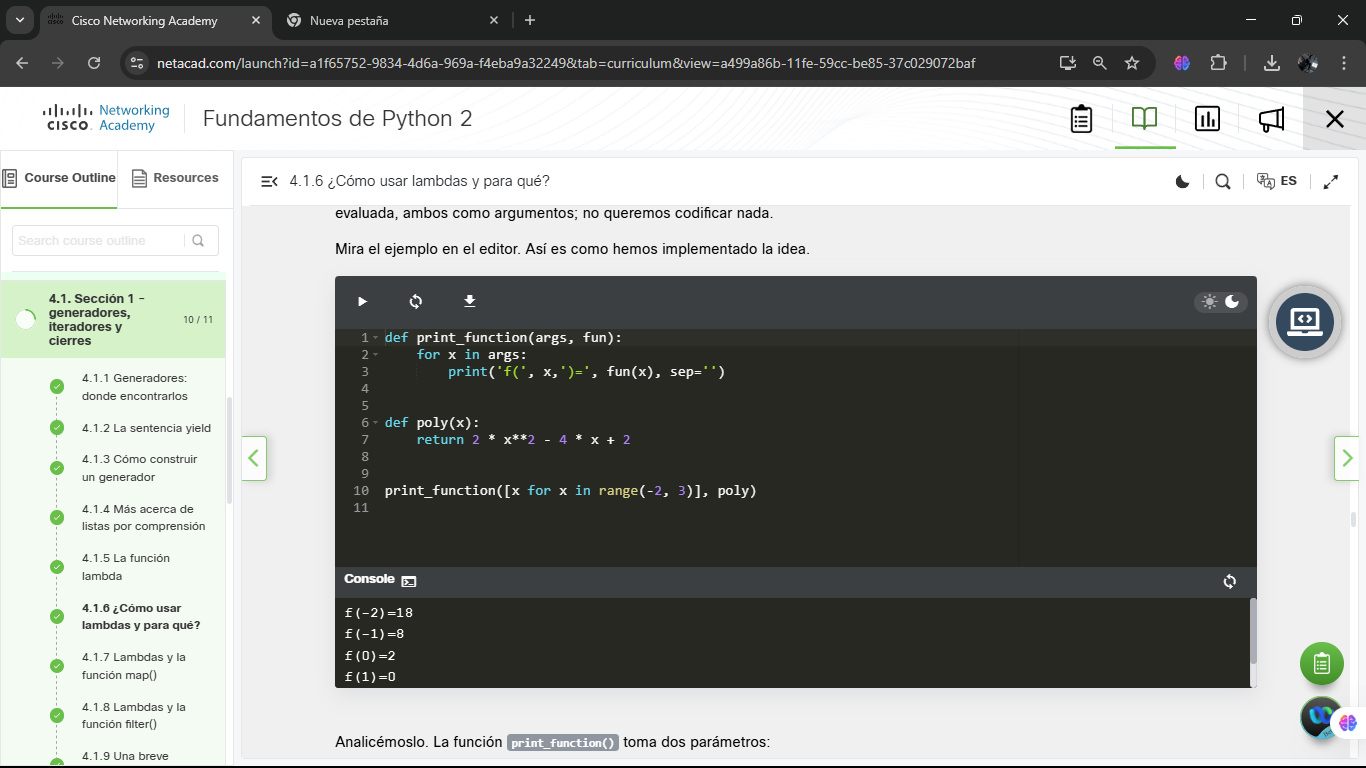 Cisco Networking Academy
Nueva pestaña
netacad.com/launch?id=a1f65752-9834-4d6a-969a-f4eba9a32249&tab=curriculum&view=a499a86b-11fe-59cc-be85-37c029072baf
Networking
CISCO Academy
Fundamentos de Python 2
Course Outline
Resources
Search course outline
4.1. Sección 1 -
generadores,
iteradores y
cierres
10 / 11
4.1.1 Generadores:
donde encontrarlos
4.1.2 La sentencia yield
4.1.3 Cómo construir
un generador
4.1.4 Más acerca de
listas por comprensión
4.1.5 La función
lambda
4.1.6 ¿Cómo usar
lambdas y para qué?
4.1.7 Lambdas y la
función map()
4.1.8 Lambdas y la
función filter()
4.1.9 Una breve
4.1.6 ¿Cómo usar lambdas y para qué?
ES
evaluada, ambos como argumentos; no queremos codificar nada.
Mira el ejemplo en el editor. Así es como hemos implementado la idea.
1 def print_function(args, fun):
2     for x in args:
3         print('f(', x,')=', fun(x), sep='')
4
5
6 def poly(x):
7     return 2 * x**2 - 4 * x + 2
8
9
10 print_function([x for x in range(-2, 3)], poly)
11
Console
f(-2)=18
f(-1)=8
f(0)=2
f(1)=0
Analicémoslo. La función print_function() toma dos parámetros: